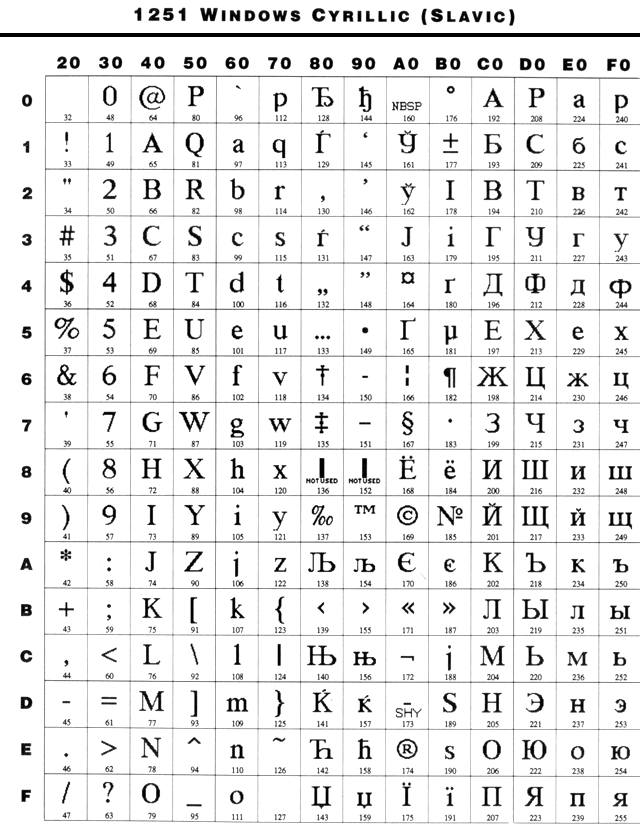 1251 WINDOWS CYRILLIC (SLAVIC)
20 30 40 50 60 70 80 90 A0 B0 C0 D0 E0 F0
0 0 @ P ` p Ђ ђ NBSP ° А Р а р
32 48 64 80 96 112 128 144 160 176 192 208 224 240
1 ! 1 A Q a q Ѓ ‘ Ў ± Б С б с
33 49 65 81 97 113 129 145 161 177 193 209 225 241
2 " 2 B R b r ‚ ’ ў І В Т в т
34 50 66 82 98 114 130 146 162 178 194 210 226 242
3 # 3 C S c s ѓ “ Ј і Г У г у
35 51 67 83 99 115 131 147 163 179 195 211 227 243
4 $ 4 D T d t „ ” ¤ ґ Д Ф д ф
36 52 68 84 100 116 132 148 164 180 196 212 228 244
5 % 5 E U e u … • Ґ µ Е Х е х
37 53 69 85 101 117 133 149 165 181 197 213 229 245
6 & 6 F V f v † - ¦ ¶ Ж Ц ж ц
38 54 70 86 102 118 134 150 166 182 198 214 230 246
7 ' 7 G W g w ‡ – § · З Ч з ч
39 55 71 87 103 119 135 151 167 183 199 215 231 247
8 ( 8 H X h x NOT USED NOT USED Ё ё И Ш и ш
40 56 72 88 104 120 136 152 168 184 200 216 232 248
9 ) 9 I Y i y ‰ ™ © № Й Щ й щ
41 57 73 89 105 121 137 153 169 185 201 217 233 249
A * : J Z j z Љ љ Є є К Ъ к ъ
42 58 74 90 106 122 138 154 170 186 202 218 234 250
B + ; K [ k { ‹ › « » Л Ы л ы
43 59 75 91 107 123 139 155 171 187 203 219 235 251
C , < L \ l | Њ њ ¬ ј М Ь м ь
44 60 76 92 108 124 140 156 172 188 204 220 236 252
D - = M ] m } Ќ ќ - SHY Ѕ Н Э н э
45 61 77 93 109 125 141 157 173 189 205 221 237 253
E . > N ^ n ~ Ћ ћ ® ѕ О Ю о ю
46 62 78 94 110 126 142 158 174 190 206 222 238 254
F / ? O _ o Џ џ Ї ї П Я п я
47 63 79 95 111 127 143 159 175 191 207 223 239 255